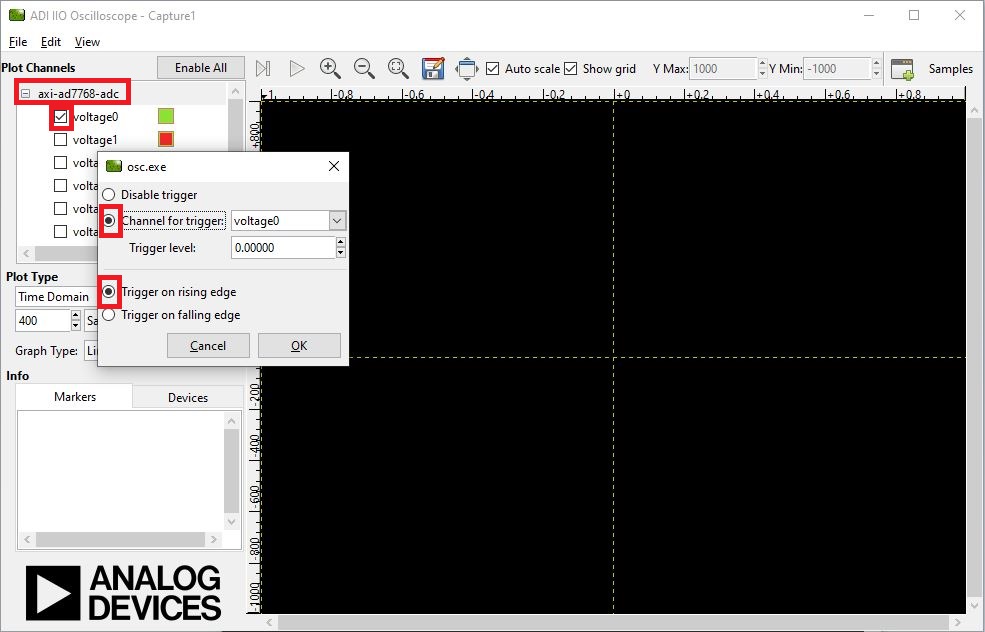 ADI IIO Oscilloscope - Capture1
File Edit View
Plot Channels Enable All Auto scale Show grid Y Max: 1000 Y Min: -1000 Samples
axi-ad7768-adc
voltage0
voltage1
volta
volta
volta
volta
-1 -0,8 -0,6 -0,4 -0,2 +0 +0,2 +0,4 +0,6 +0,8
+800
-200
-400
-600
-800
-1000
osc.exe
Disable trigger
Channel for trigger: voltage0
Trigger level: 0.00000
Trigger on rising edge
Trigger on falling edge
Cancel OK
Plot Type
Time Domain
400 Sa
Graph Type: Li
Info
Markers Devices
ANALOG
DEVICES